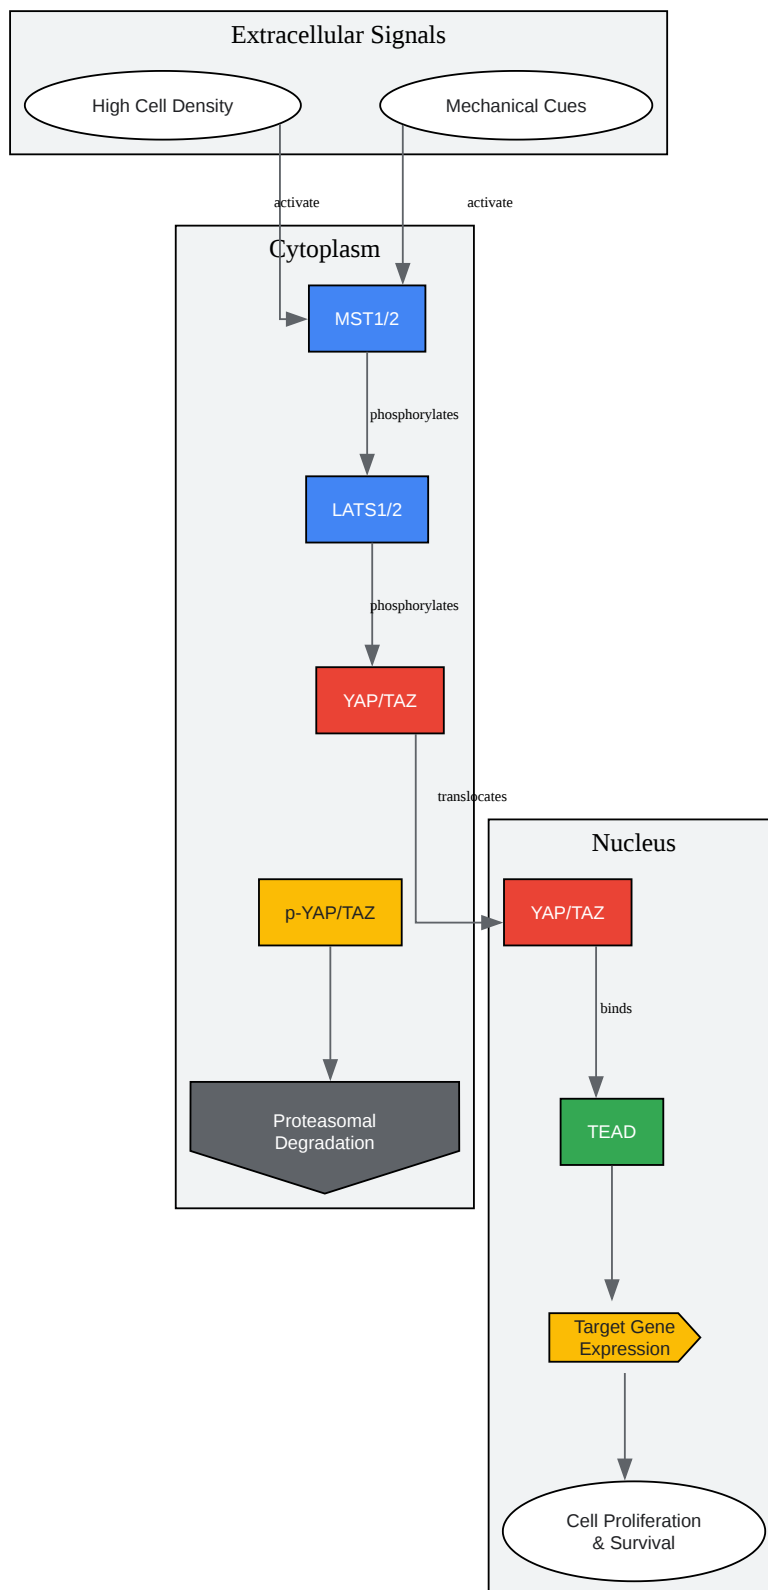 Extracellular Signals
High Cell Density
Mechanical Cues
activate
activate
Cytoplasm
MST1/2
phosphorylates
LATS1/2
phosphorylates
YAP/TAZ
translocates
Nucleus
p-YAP/TAZ
YAP/TAZ
binds
Proteasomal
Degradation
TEAD
Target Gene
Expression
Cell Proliferation
& Survival